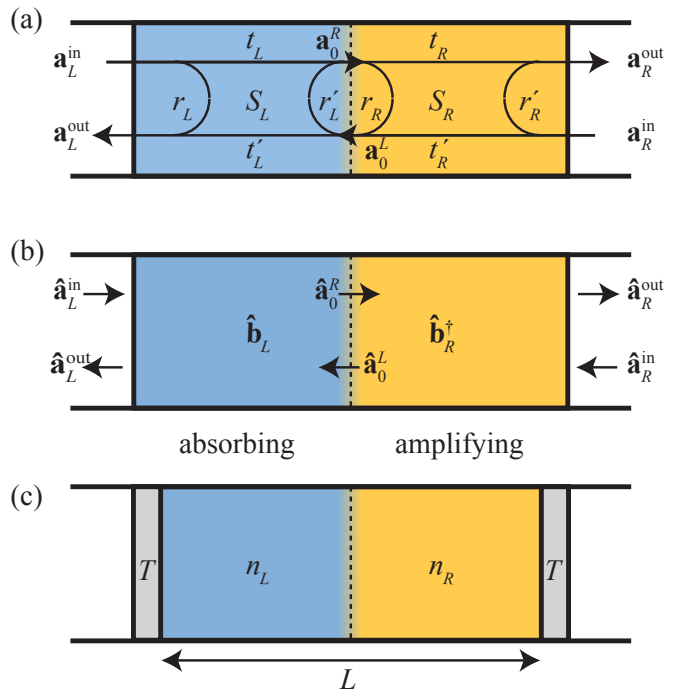 (a)
t_L a_0^R t_R
a_L^in a_R^out
r_L S_L r'_L r_R S_R r'_R
a_L^out a_R^in
t'_L a_0^L t'_R
(b)
â_L^in â_0^R â_R^out
b̂_L b̂_R^†
â_L^out â_0^L â_R^in
absorbing amplifying
(c)
T n_L n_R T
L